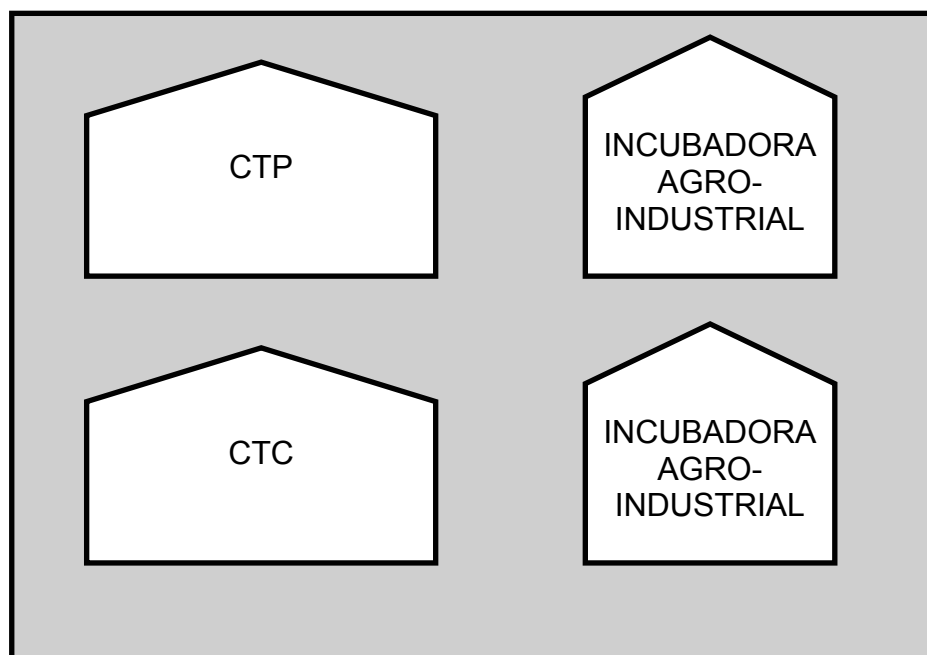 CTP
INCUBADORA
AGRO-
INDUSTRIAL
CTC
INCUBADORA
AGRO-
INDUSTRIAL